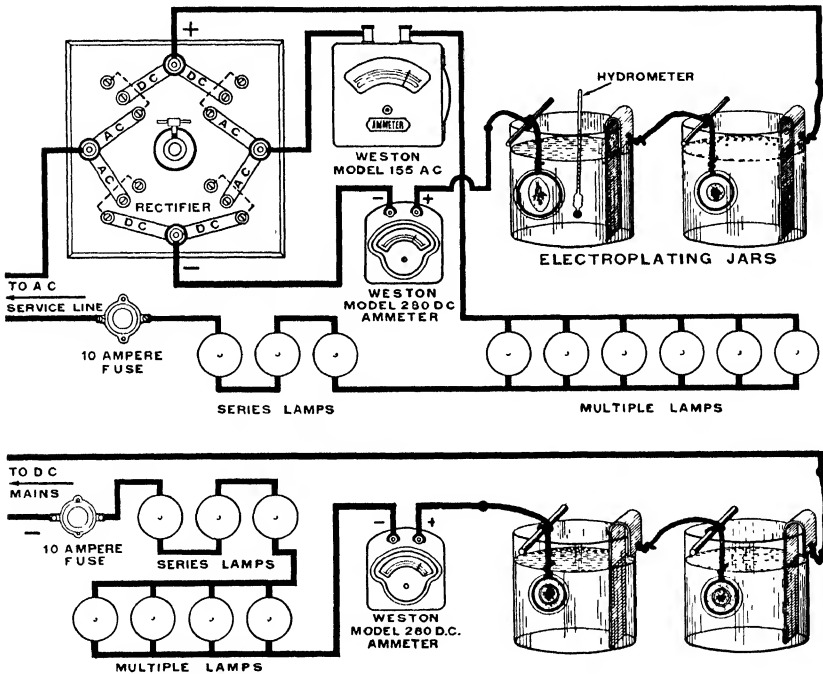 +
DC
DC
AC
AC
AC
AC
RECTIFIER
DC
DC
−
AMMETER
WESTON
MODEL 155 AC
HYDROMETER
− +
WESTON
MODEL 280 DC
AMMETER
ELECTROPLATING JARS
TO AC
SERVICE LINE
10 AMPERE
FUSE
SERIES LAMPS
MULTIPLE LAMPS
TO DC
MAINS
−
10 AMPERE
FUSE
SERIES LAMPS
− +
WESTON
MODEL 280 D.C.
AMMETER
MULTIPLE LAMPS